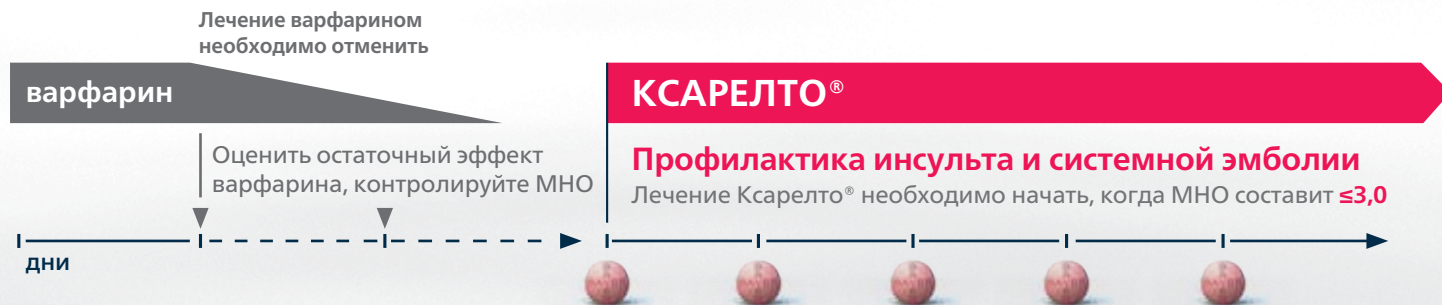 Лечение варфарином
необходимо отменить
варфарин
КСАРЕЛТО®
Оценить остаточный эффект
варфарина, контролируйте МНО
Профилактика инсульта и системной эмболии
Лечение Ксарелто® необходимо начать, когда МНО составит ≤3,0
дни